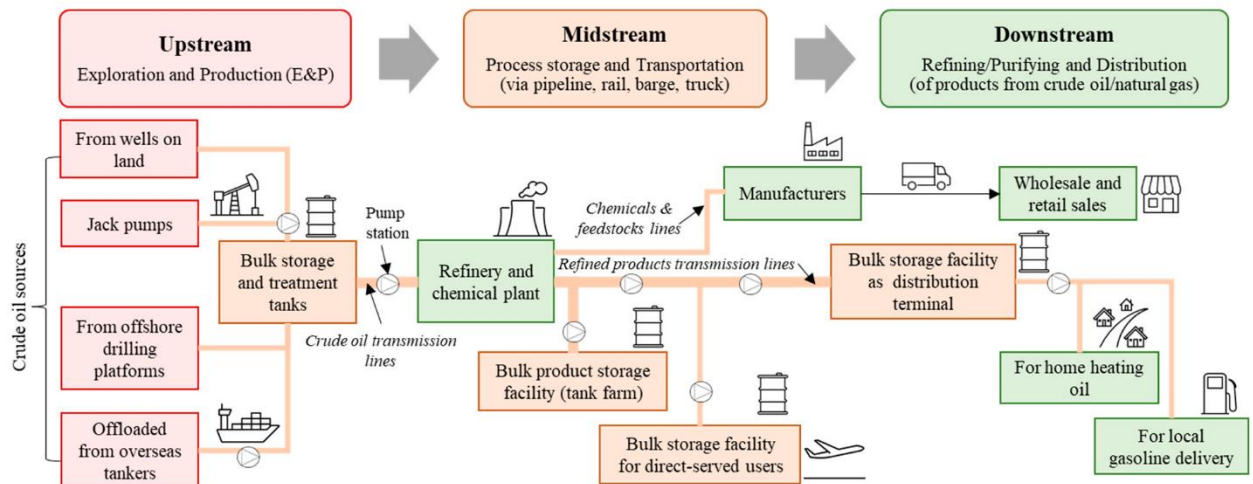 Upstream
Exploration and Production (E&P)
Midstream
Process storage and Transportation
(via pipeline, rail, barge, truck)
Downstream
Refining/Purifying and Distribution
(of products from crude oil/natural gas)
Crude oil sources
From wells on
land
Jack pumps
From offshore
drilling
platforms
Offloaded
from overseas
tankers
Bulk storage
and treatment
tanks
Pump
station
Crude oil transmission
lines
Refinery and
chemical plant
Chemicals &
feedstocks lines
Refined products transmission lines
Manufacturers
Wholesale and
retail sales
Bulk product storage
facility (tank farm)
Bulk storage facility
for direct-served users
Bulk storage facility
as distribution
terminal
For home heating
oil
For local
gasoline delivery